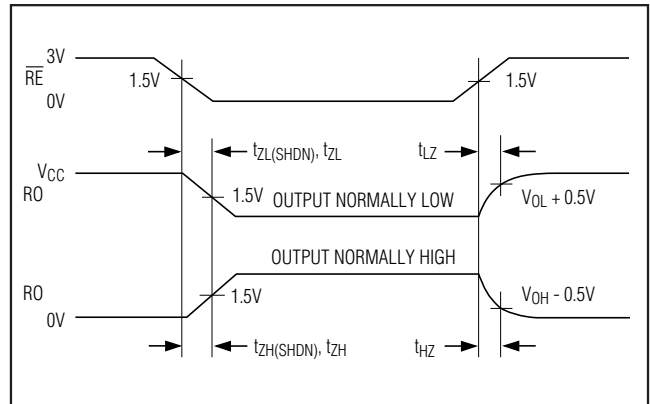 3V
R̅E̅
1.5V
1.5V
0V
tZL(SHDN), tZL
tLZ
VCC
RO
1.5V
OUTPUT NORMALLY LOW
VOL + 0.5V
OUTPUT NORMALLY HIGH
RO
1.5V
VOH - 0.5V
0V
tZH(SHDN), tZH
tHZ